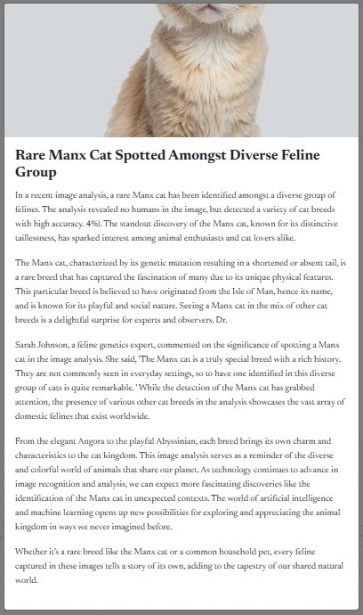 Rare Manx Cat Spotted Amongst Diverse Feline
Group
In a recent image analysis, a rare Manx cat has been identified amongst a diverse group of
felines. The analysis revealed no humans in the image, but detected a variety of cat breeds
with high accuracy. 4%). The standout discovery of the Manx cat, known for its distinctive
taillessness, has sparked interest among animal enthusiasts and cat lovers alike.
The Manx cat, characterized by its genetic mutation resulting in a shortened or absent tail, is
a rare breed that has captured the fascination of many due to its unique physical features.
This particular breed is believed to have originated from the Isle of Man, hence its name,
and is known for its playful and social nature. Seeing a Manx cat in the mix of other cat
breeds is a delightful surprise for experts and observers. Dr.
Sarah Johnson, a feline genetics expert, commented on the significance of spotting a Manx
cat in the image analysis. She said, 'The Manx cat is a truly special breed with a rich history.
They are not commonly seen in everyday settings, so to have one identified in this diverse
group of cats is quite remarkable. ' While the detection of the Manx cat has grabbed
attention, the presence of various other cat breeds in the analysis showcases the vast array of
domestic felines that exist worldwide.
From the elegant Angora to the playful Abyssinian, each breed brings its own charm and
characteristics to the cat kingdom. This image analysis serves as a reminder of the diverse
and colorful world of animals that share our planet. As technology continues to advance in
image recognition and analysis, we can expect more fascinating discoveries like the
identification of the Manx cat in unexpected contexts. The world of artificial intelligence
and machine learning opens up new possibilities for exploring and appreciating the animal
kingdom in ways we never imagined before.
Whether it's a rare breed like the Manx cat or a common household pet, every feline
captured in these images tells a story of its own, adding to the tapestry of our shared natural
world.